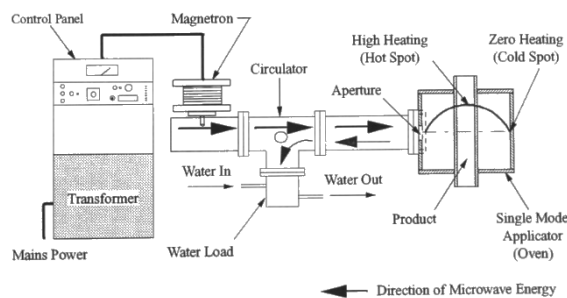 Control Panel
Magnetron
Circulator
High Heating
(Hot Spot)
Zero Heating
(Cold Spot)
Aperture
Water In
Water Out
Transformer
Product
Single Mode
Applicator
(Oven)
Mains Power
Water Load
Direction of Microwave Energy